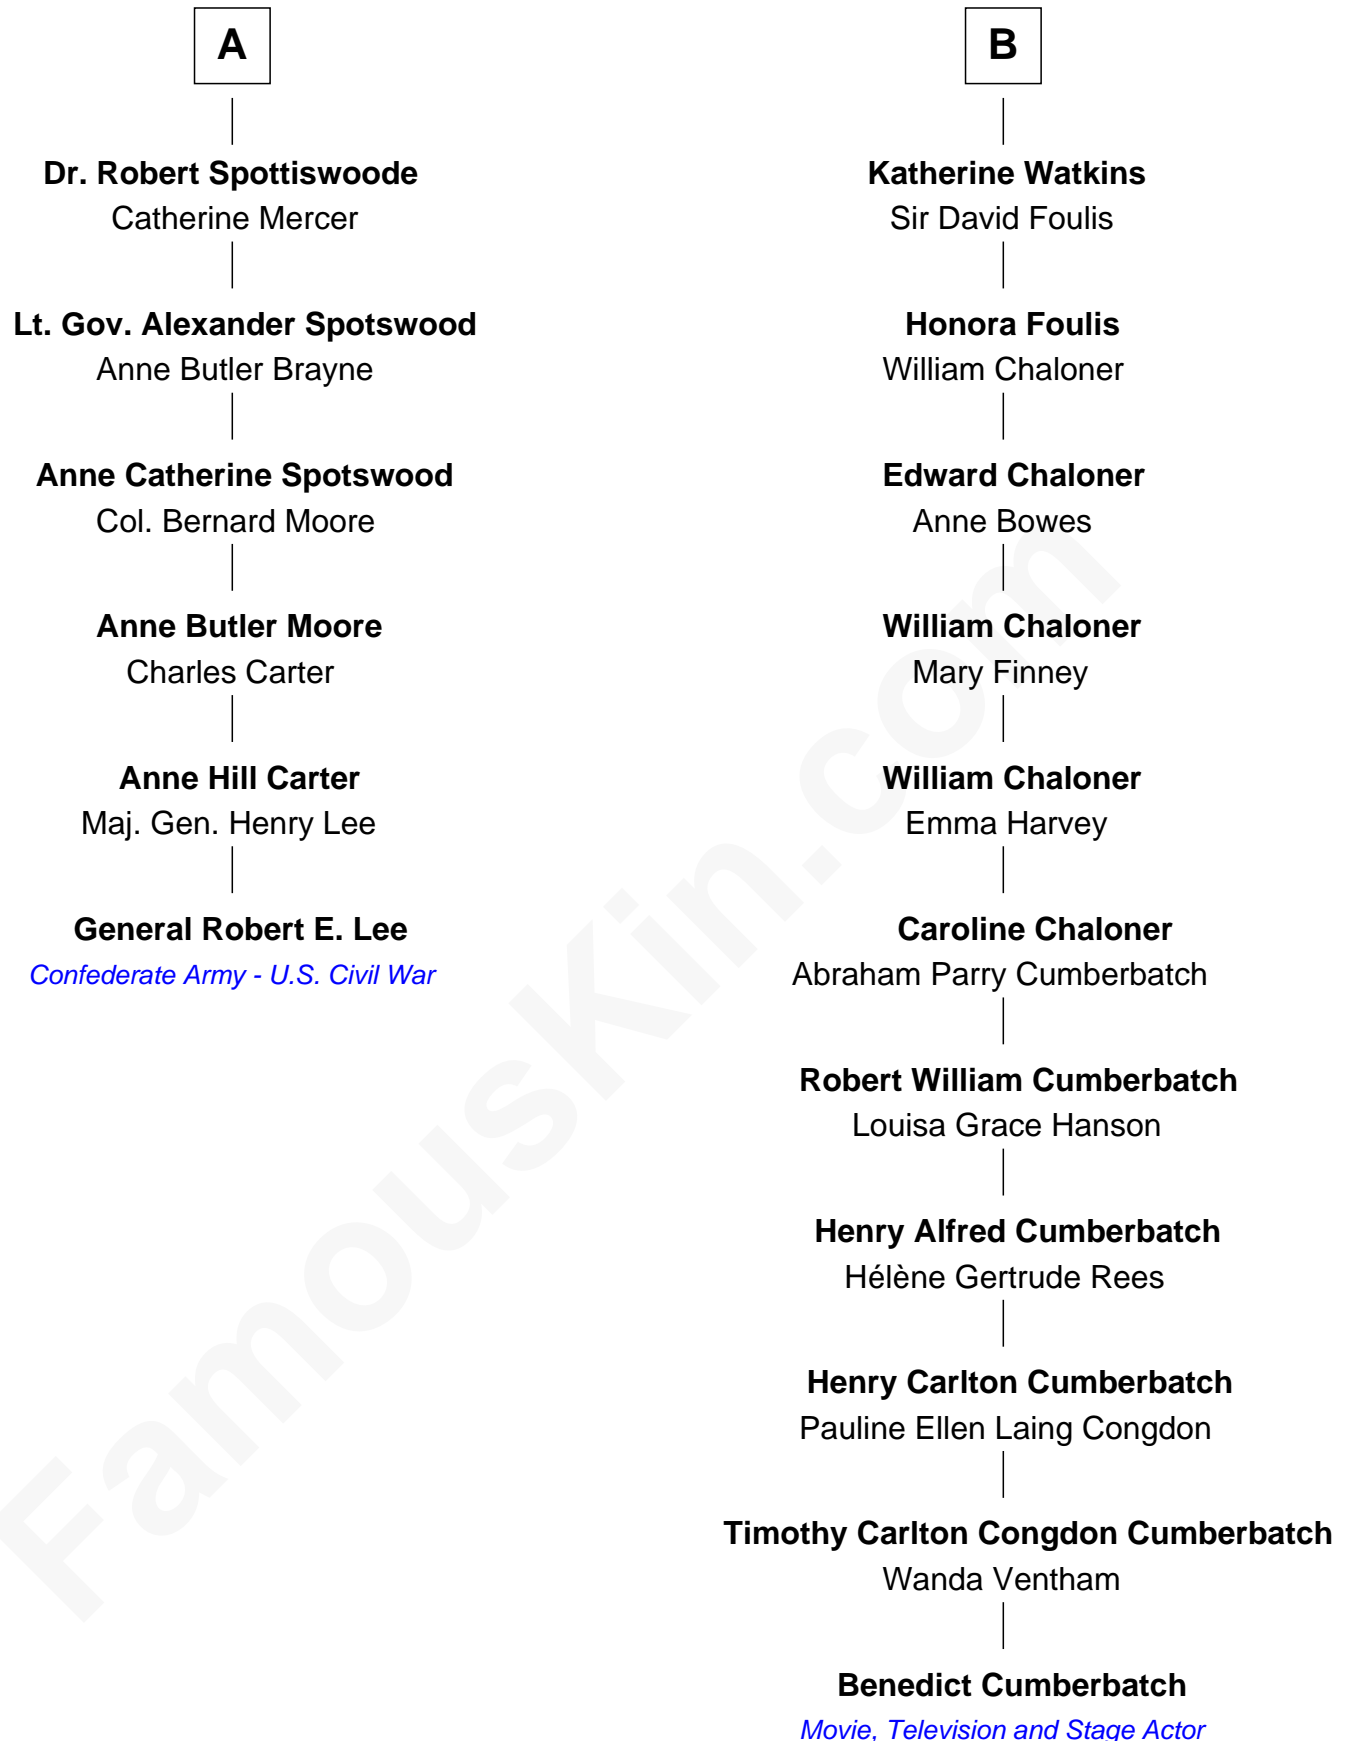 A
Dr. Robert Spottiswoode
Catherine Mercer
Lt. Gov. Alexander Spotswood
Anne Butler Brayne
Anne Catherine Spotswood
Col. Bernard Moore
Anne Butler Moore
Charles Carter
Anne Hill Carter
Maj. Gen. Henry Lee
General Robert E. Lee
Confederate Army - U.S. Civil War
B
Katherine Watkins
Sir David Foulis
Honora Foulis
William Chaloner
Edward Chaloner
Anne Bowes
William Chaloner
Mary Finney
William Chaloner
Emma Harvey
Caroline Chaloner
Abraham Parry Cumberbatch
Robert William Cumberbatch
Louisa Grace Hanson
Henry Alfred Cumberbatch
Hélène Gertrude Rees
Henry Carlton Cumberbatch
Pauline Ellen Laing Congdon
Timothy Carlton Congdon Cumberbatch
Wanda Ventham
Benedict Cumberbatch
Movie, Television and Stage Actor
FamousKin.com